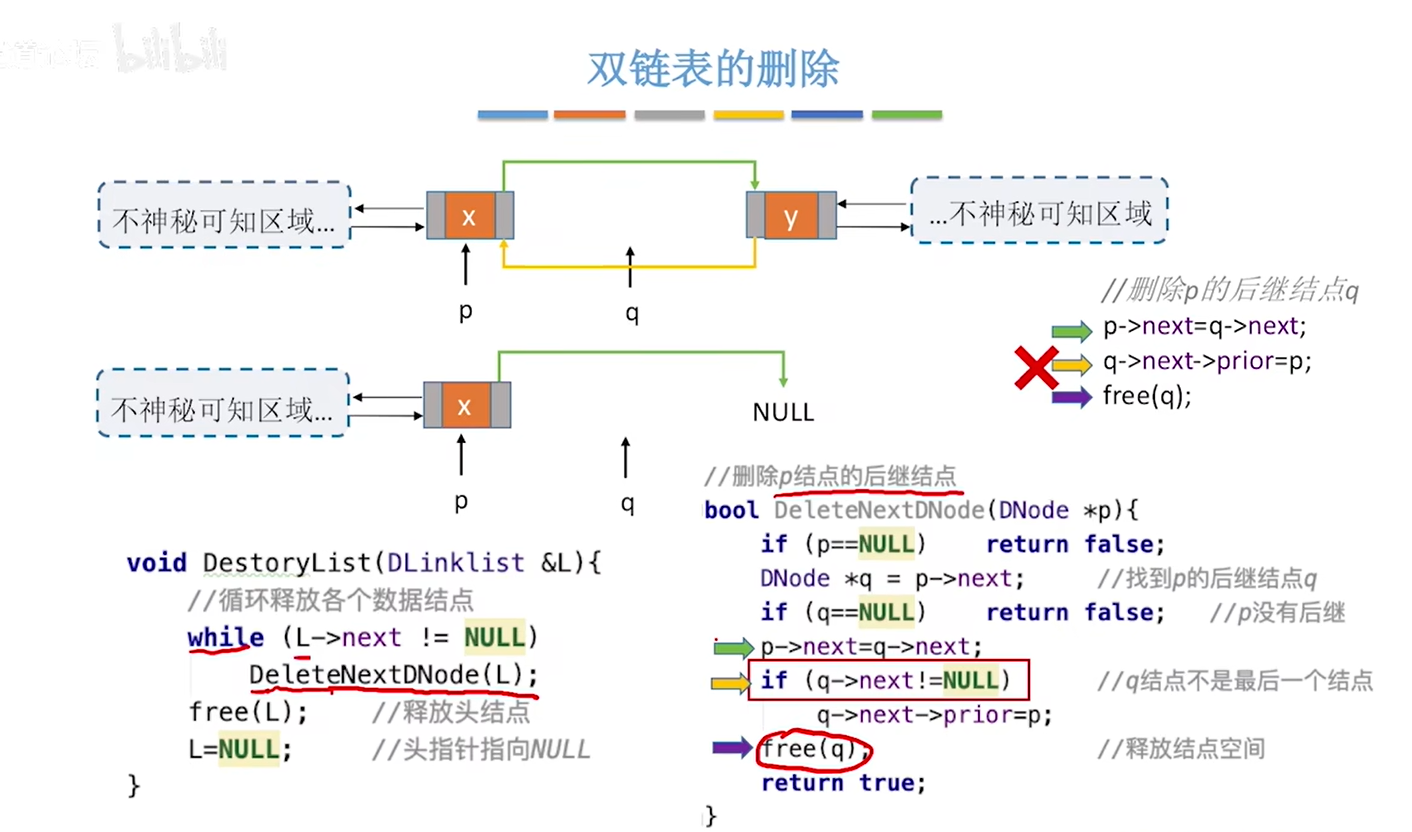 bilibili
双链表的删除
不神秘可知区域...
x
y
...不神秘可知区域
p
q
//删除p的后继结点q
p->next=q->next;
q->next->prior=p;
free(q);
不神秘可知区域...
x
NULL
p
q
void DestoryList(DLinklist &L){
//循环释放各个数据结点
while (L->next != NULL)
DeleteNextDNode(L);
free(L); //释放头结点
L=NULL; //头指针指向NULL
}
//删除p结点的后继结点
bool DeleteNextDNode(DNode *p){
if (p==NULL) return false;
DNode *q = p->next; //找到p的后继结点q
if (q==NULL) return false; //p没有后继
p->next=q->next;
if (q->next!=NULL) //q结点不是最后一个结点
q->next->prior=p;
free(q); //释放结点空间
return true;
}